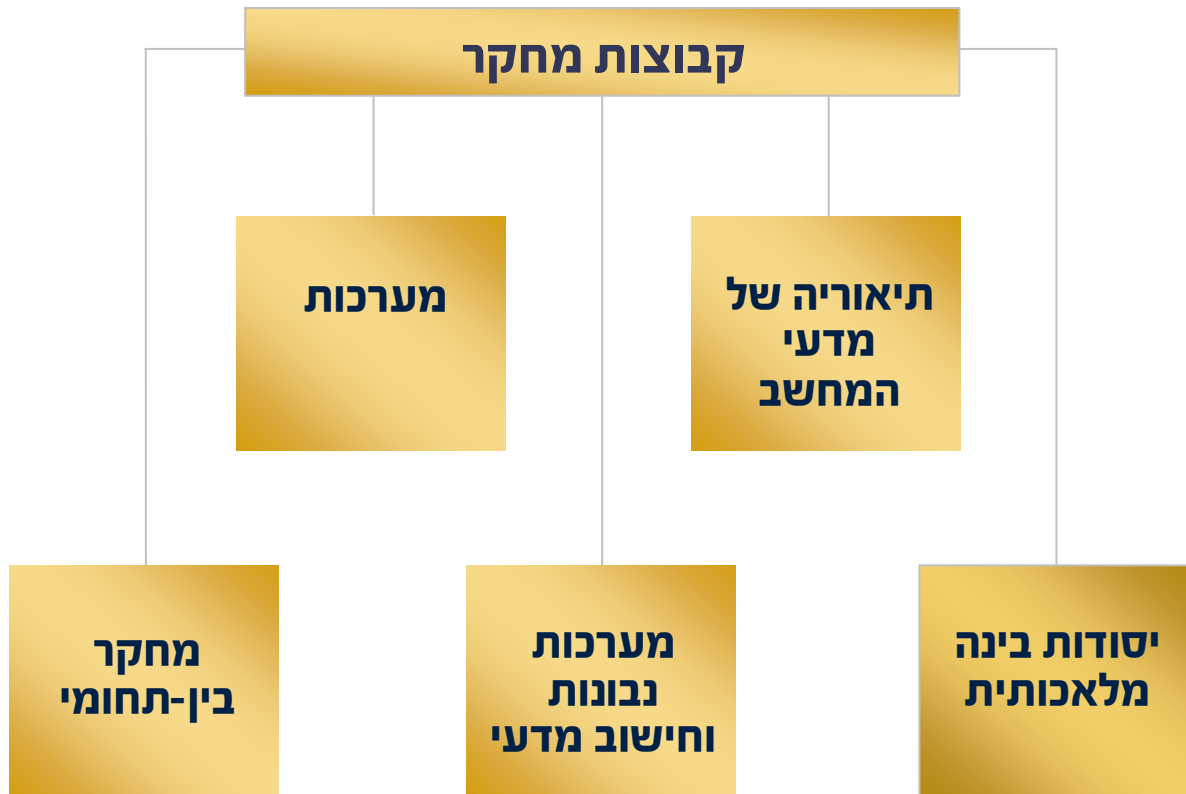 קבוצות מחקר
תיאוריה של
מדעי
המחשב
מערכות
יסודות בינה
מלאכותית
מערכות
נבונות
וחישוב מדעי
מחקר
בין-תחומי